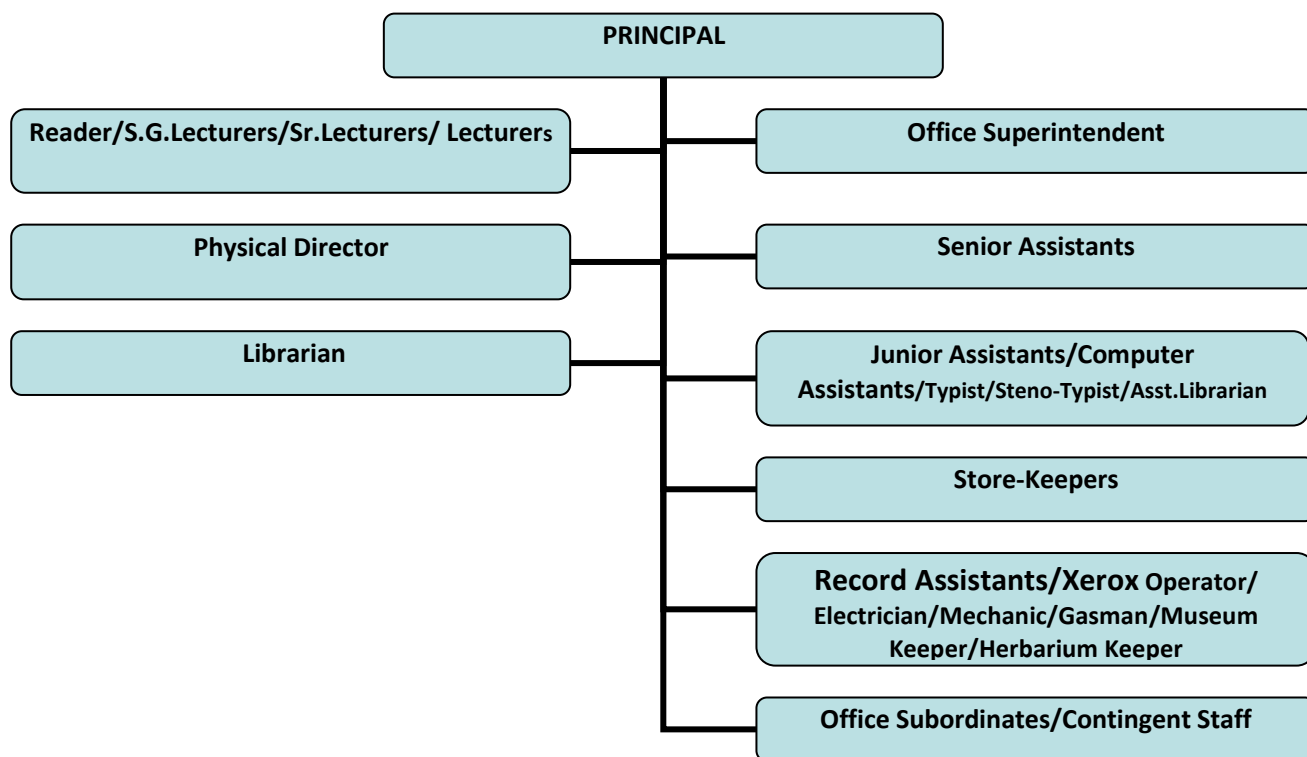 PRINCIPAL
Reader/S.G.Lecturers/Sr.Lecturers/ Lecturers
Office Superintendent
Physical Director
Senior Assistants
Librarian
Junior Assistants/Computer
Assistants/Typist/Steno-Typist/Asst.Librarian
Store-Keepers
Record Assistants/Xerox Operator/
Electrician/Mechanic/Gasman/Museum
Keeper/Herbarium Keeper
Office Subordinates/Contingent Staff